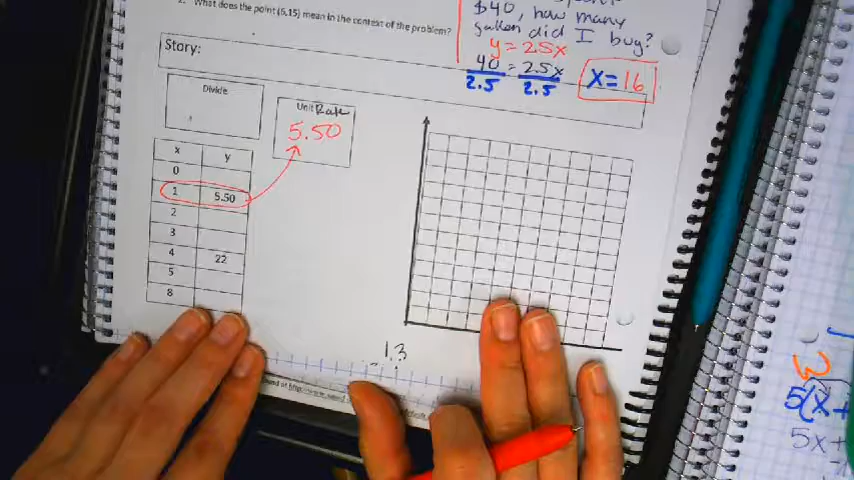 What does the point (6,15) mean in the context of the problem?
$40, how many
gallon did I buy?
y = 2.5x
40 = 2.5x
2.5 2.5
x = 16
Story:
Divide
Unit Rate
5.50
x y
0
1 5.50
2
3
4 22
5
8
1.3
3
5(x+
5x+